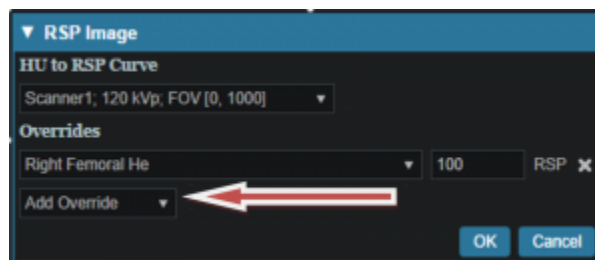 RSP Image
HU to RSP Curve
Scanner1; 120 kVp; FOV [0, 1000]
Overrides
Right Femoral He 100 RSP
Add Override
OK Cancel